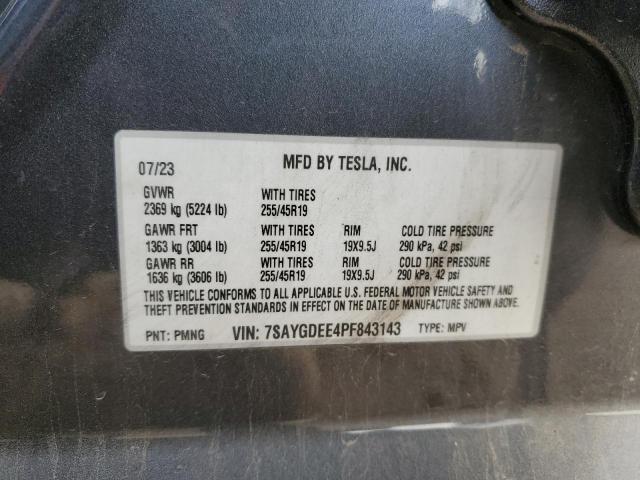 07/23 MFD BY TESLA, INC.
GVWR WITH TIRES
2369 kg (5224 lb) 255/45R19
GAWR FRT WITH TIRES RIM COLD TIRE PRESSURE
1363 kg (3004 lb) 255/45R19 19X9.5J 290 kPa, 42 psi
GAWR RR WITH TIRES RIM COLD TIRE PRESSURE
1636 kg (3606 lb) 255/45R19 19X9.5J 290 kPa, 42 psi
THIS VEHICLE CONFORMS TO ALL APPLICABLE U.S. FEDERAL MOTOR VEHICLE SAFETY AND
THEFT PREVENTION STANDARDS IN EFFECT ON THE DATE OF MANUFACTURE SHOWN ABOVE.
PNT: PMNG VIN: 7SAYGDEE4PF843143 TYPE: MPV